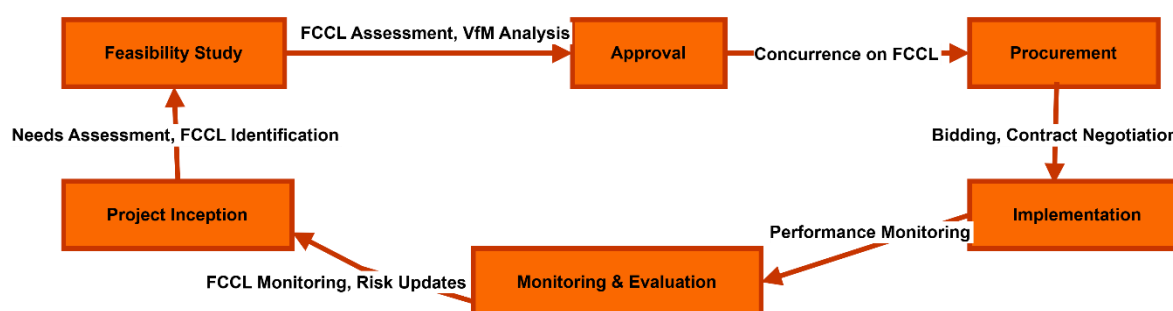 Feasibility Study
FCCL Assessment, VfM Analysis
Approval
Concurrence on FCCL
Procurement
Needs Assessment, FCCL Identification
Bidding, Contract Negotiation
Project Inception
Implementation
Performance Monitoring
FCCL Monitoring, Risk Updates
Monitoring & Evaluation